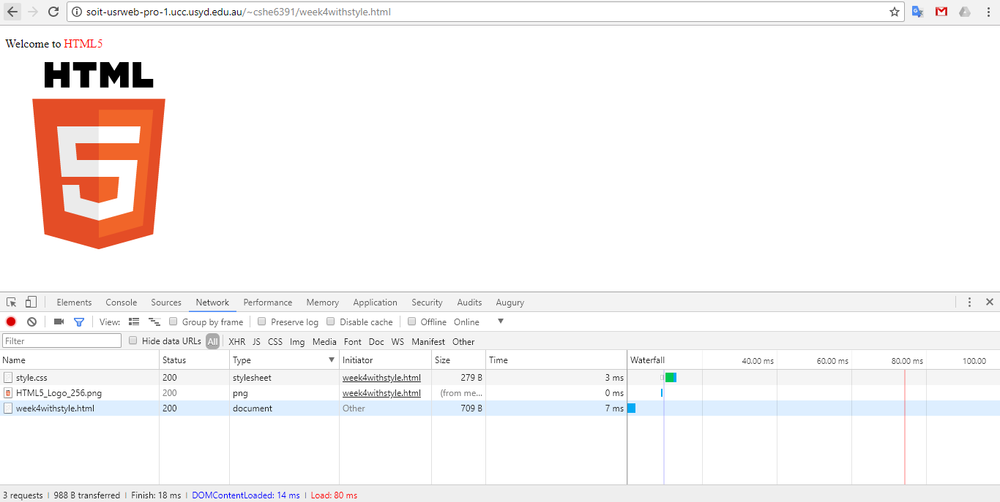 soit-usrweb-pro-1.ucc.usyd.edu.au/~cshe6391/week4withstyle.html
Welcome to HTML5
HTML
5
Elements Console Sources Network Performance Memory Application Security Audits Augury
View: Group by frame Preserve log Disable cache Offline Online
Filter Hide data URLs All XHR JS CSS Img Media Font Doc WS Manifest Other
Name Status Type Initiator Size Time Waterfall 40.00 ms 60.00 ms 80.00 ms 100.00
style.css 200 stylesheet week4withstyle.html 279 B 3 ms
HTML5_Logo_256.png 200 png week4withstyle.html (from me... 0 ms
week4withstyle.html 200 document Other 709 B 7 ms
3 requests | 988 B transferred | Finish: 18 ms | DOMContentLoaded: 14 ms | Load: 80 ms